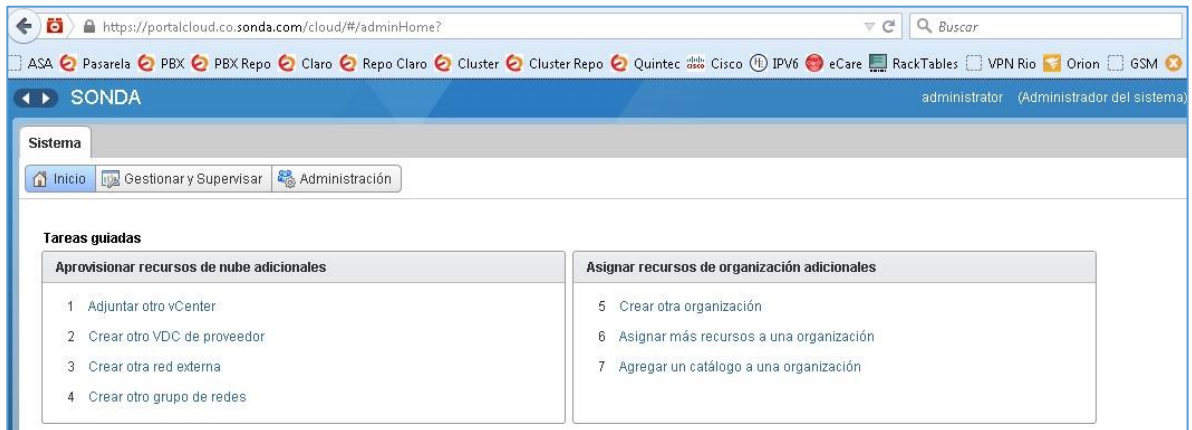 https://portalcloud.co.sonda.com/cloud/#/adminHome?
Buscar
ASA Pasarela PBX PBX Repo Claro Repo Claro Cluster Cluster Repo Quintec Cisco IPV6 eCare RackTables VPN Rio Orion GSM
SONDA
administrator (Administrador del sistema)
Sistema
Inicio Gestionar y Supervisar Administración
Tareas guiadas
Aprovisionar recursos de nube adicionales
1 Adjuntar otro vCenter
2 Crear otro VDC de proveedor
3 Crear otra red externa
4 Crear otro grupo de redes
Asignar recursos de organización adicionales
5 Crear otra organización
6 Asignar más recursos a una organización
7 Agregar un catálogo a una organización